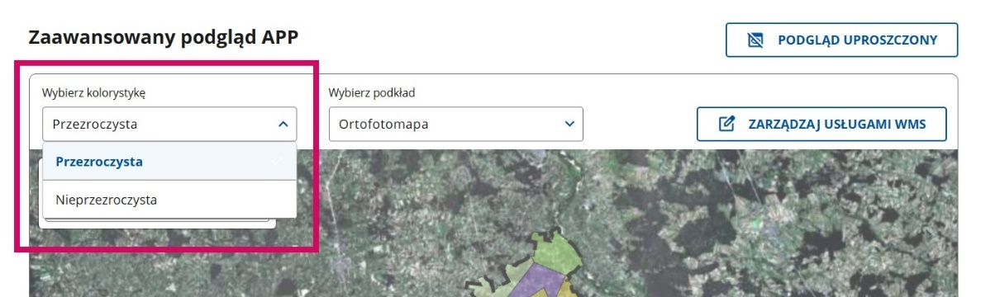 Zaawansowany podgląd APP
PODGLĄD UPROSZCZONY
Wybierz kolorystykę
Wybierz podkład
Przezroczysta
Ortofotomapa
ZARZĄDZAJ USŁUGAMI WMS
Przezroczysta
Nieprzezroczysta